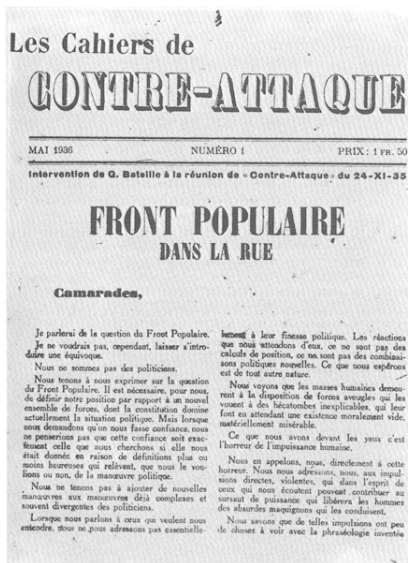 Les Cahiers de
CONTRE-ATTAQUE
MAI 1936 NUMÉRO 1 PRIX : 1 FR. 50
Intervention de G. Bataille à la réunion de « Contre-Attaque » du 24-XI-35
FRONT POPULAIRE
DANS LA RUE
Camarades,
Je parlerai de la question du Front Populaire.
Je ne voudrais pas, cependant, laisser s'intro-
duire une équivoque.
Nous ne sommes pas des politiciens.
Nous tenons à nous exprimer sur la question
du Front Populaire. Il est nécessaire, pour nous,
de définir notre position par rapport à un nouvel
ensemble de forces, dont la constitution domine
actuellement la situation politique. Mais lorsque
nous demandons qu'on nous fasse confiance, nous
ne penserions pas que cette confiance soit exac-
tement celle que nous cherchons si elle nous
était donnée en raison de définitions plus ou
moins heureuses qui relèvent, que nous le vou-
lions ou non, de la manœuvre politique.
Nous ne tenons pas à ajouter de nouvelles
manœuvres aux manœuvres déjà complexes et
souvent divergentes des politiciens.
Lorsque nous parlons à ceux qui veulent nous
entendre, nous ne nous adressons pas essentielle-
lement à leur finesse politique. Les réactions
que nous attendons d'eux, ce ne sont pas des
calculs de position, ce ne sont pas des combinai-
sons politiques nouvelles. Ce que nous espérons
est de tout autre nature.
Nous voyons que les masses humaines demeu-
rent à la disposition de forces aveugles qui les
vouent à des hécatombes inexplicables, qui leur
font en attendant une existence moralement vide,
matériellement misérable.
Ce que nous avons devant les yeux c'est
l'horreur de l'impuissance humaine.
Nous en appelons, nous, directement à cette
horreur. Nous nous adressons, nous, aux impul-
sions directes, violentes, qui dans l'esprit de
ceux qui nous écoutent peuvent contribuer au
sursaut de puissance qui libérera les hommes
des absurdes maquignons qui les conduisent.
Nous savons que de telles impulsions ont peu
de choses à voir avec la phraséologie inventée